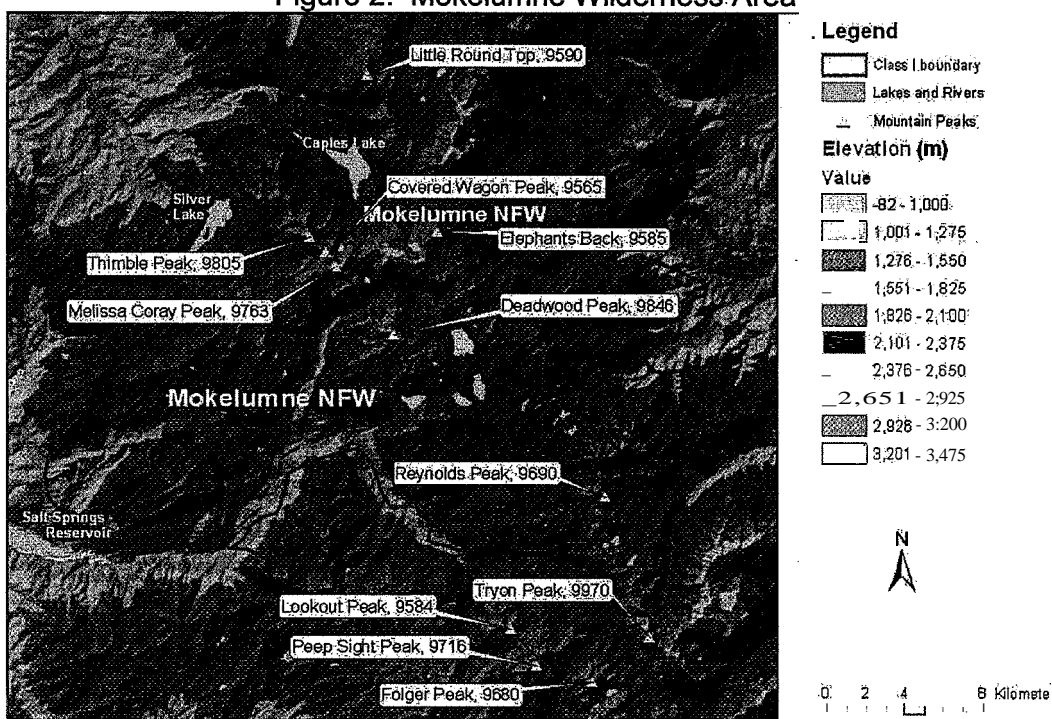 Figure 2. Mokelumne Wilderness Area
Little Round Top, 9590
Caples Lake
Covered Wagon Peak, 9565
Silver
Lake
Mokelumne NFW
Elephants Back, 9585
Thimble Peak, 9805
Melissa Coray Peak, 9763
Deadwood Peak, 9846
Mokelumne NFW
Reynolds Peak, 9690
Salt Springs
Reservoir
Tryon Peak, 9970
Lookout Peak, 9584
Peep Sight Peak, 9716
Folger Peak, 9680
Legend
Class I boundary
Lakes and Rivers
Mountain Peaks
Elevation (m)
Value
-82 - 1,000
1,001 - 1,275
1,276 - 1,550
1,551 - 1,825
1,826 - 2,100
2,101 - 2,375
2,376 - 2,650
2,651 - 2,925
2,926 - 3,200
3,201 - 3,475
N
0 2 4 8 Kilomete